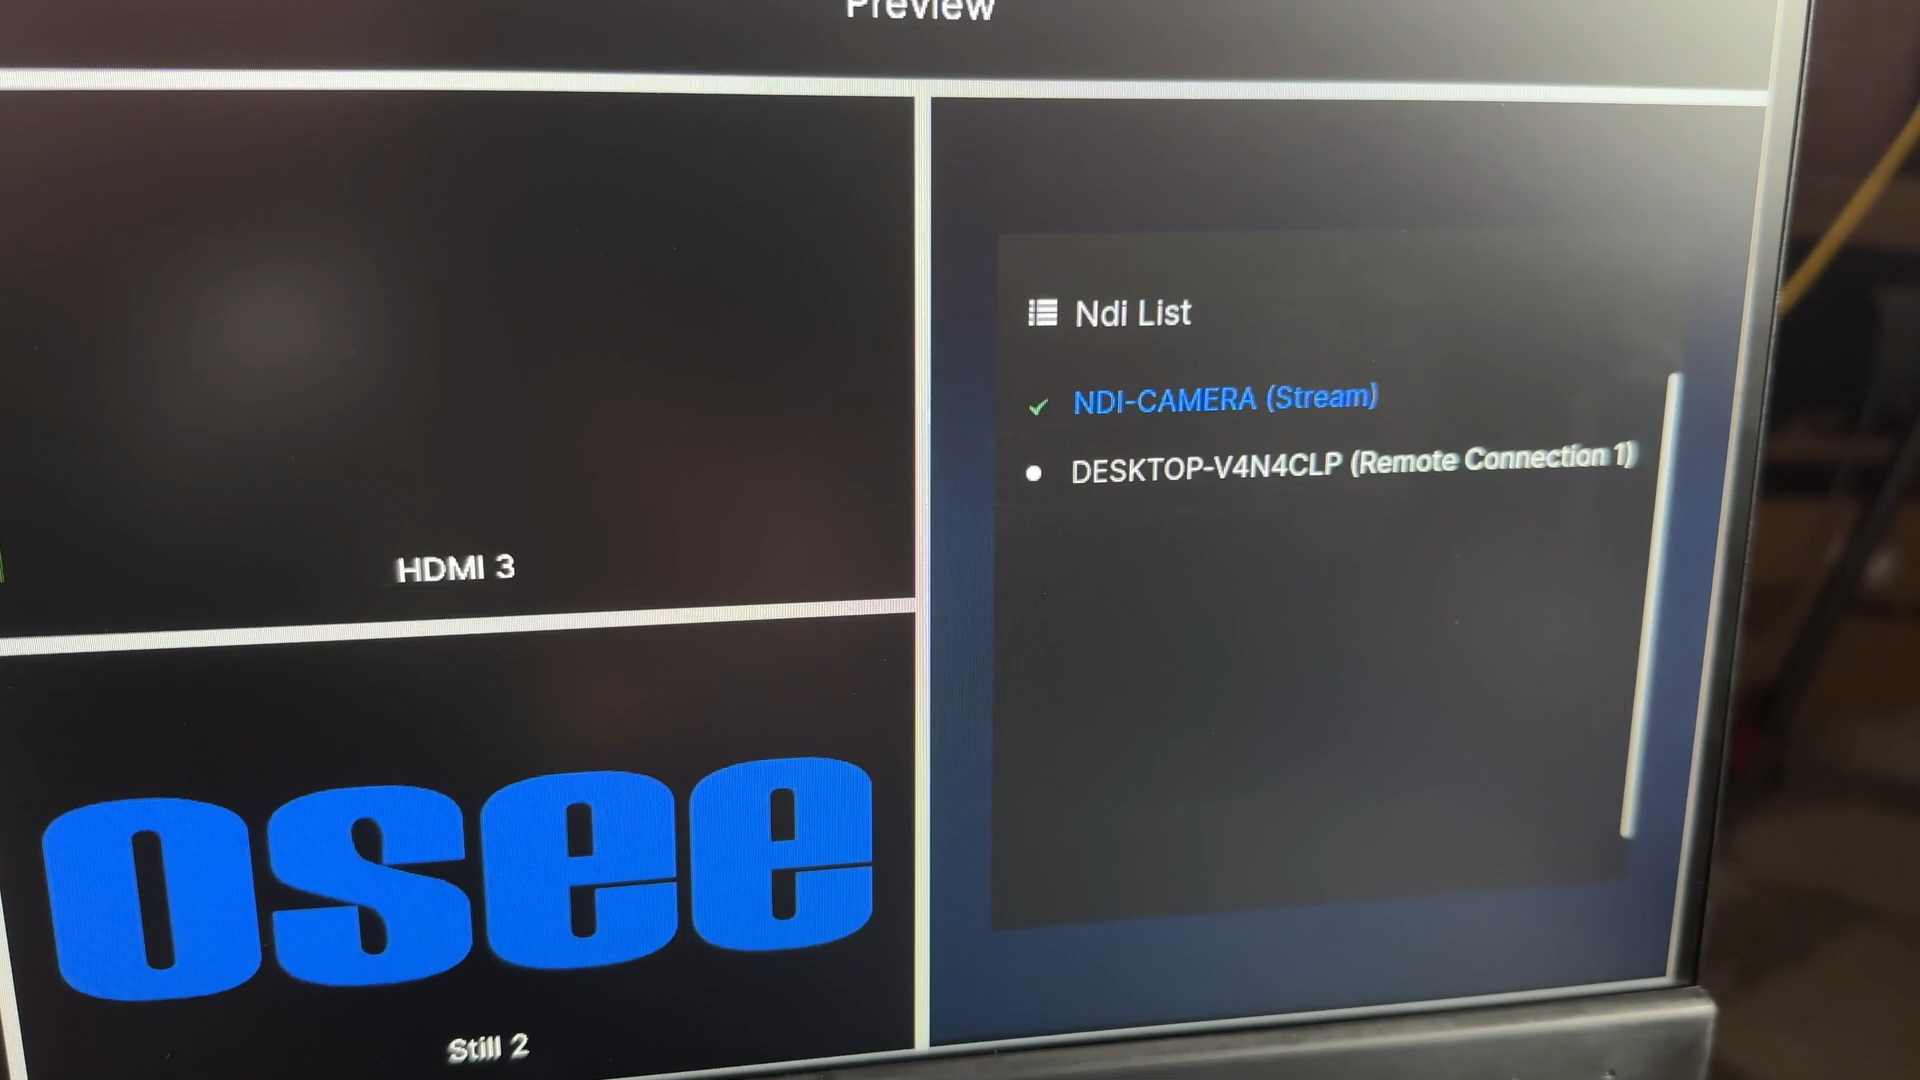 Preview
HDMI 3
Ndi List
NDI-CAMERA (Stream)
DESKTOP-V4N4CLP (Remote Connection 1)
osee
Still 2